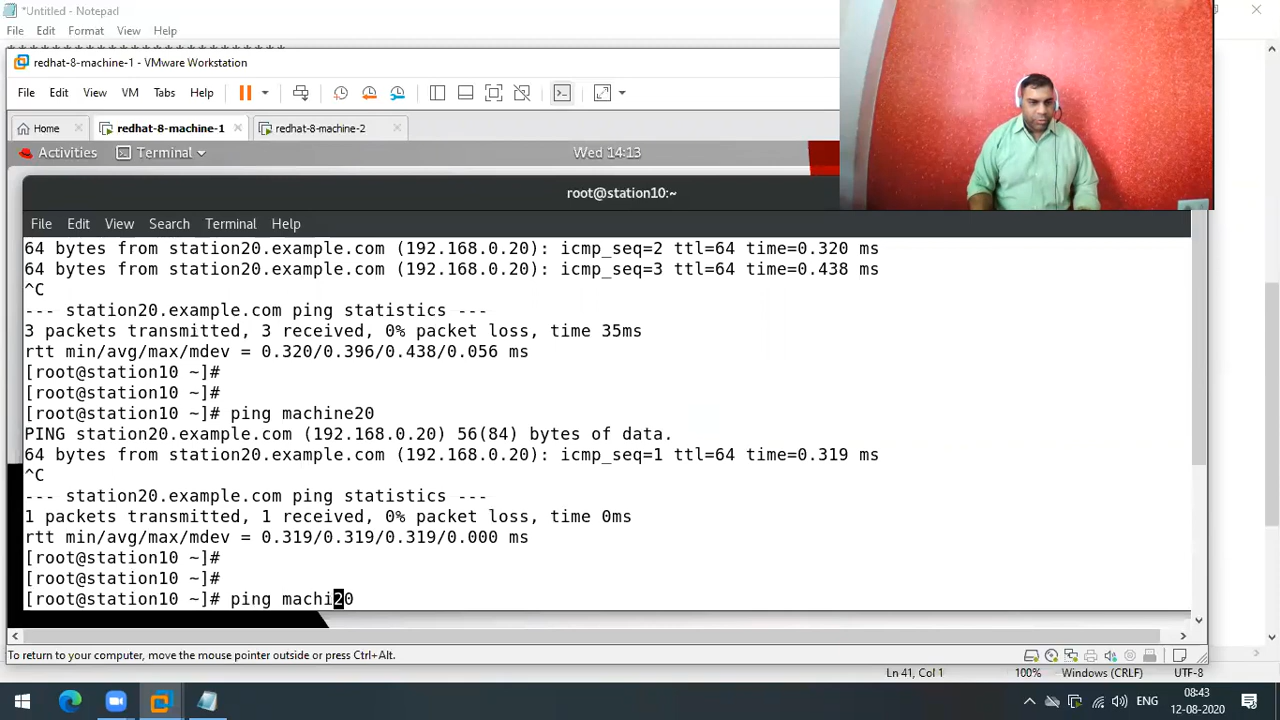 *Untitled - Notepad
File Edit Format View Help
redhat-8-machine-1 - VMware Workstation
File Edit View VM Tabs Help
Home redhat-8-machine-1 redhat-8-machine-2
Activities Terminal Wed 14:13
root@station10:~
File Edit View Search Terminal Help
64 bytes from station20.example.com (192.168.0.20): icmp_seq=2 ttl=64 time=0.320 ms
64 bytes from station20.example.com (192.168.0.20): icmp_seq=3 ttl=64 time=0.438 ms
^C
--- station20.example.com ping statistics ---
3 packets transmitted, 3 received, 0% packet loss, time 35ms
rtt min/avg/max/mdev = 0.320/0.396/0.438/0.056 ms
[root@station10 ~]#
[root@station10 ~]#
[root@station10 ~]# ping machine20
PING station20.example.com (192.168.0.20) 56(84) bytes of data.
64 bytes from station20.example.com (192.168.0.20): icmp_seq=1 ttl=64 time=0.319 ms
^C
--- station20.example.com ping statistics ---
1 packets transmitted, 1 received, 0% packet loss, time 0ms
rtt min/avg/max/mdev = 0.319/0.319/0.319/0.000 ms
[root@station10 ~]#
[root@station10 ~]#
[root@station10 ~]# ping machi20
To return to your computer, move the mouse pointer outside or press Ctrl+Alt.
Ln 41, Col 1 100% Windows (CRLF) UTF-8
ENG 08:43
12-08-2020